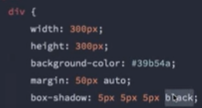 div {
width: 300px;
height: 300px;
background-color: #39b54a;
margin: 50px auto;
box-shadow: 5px 5px 5px black;